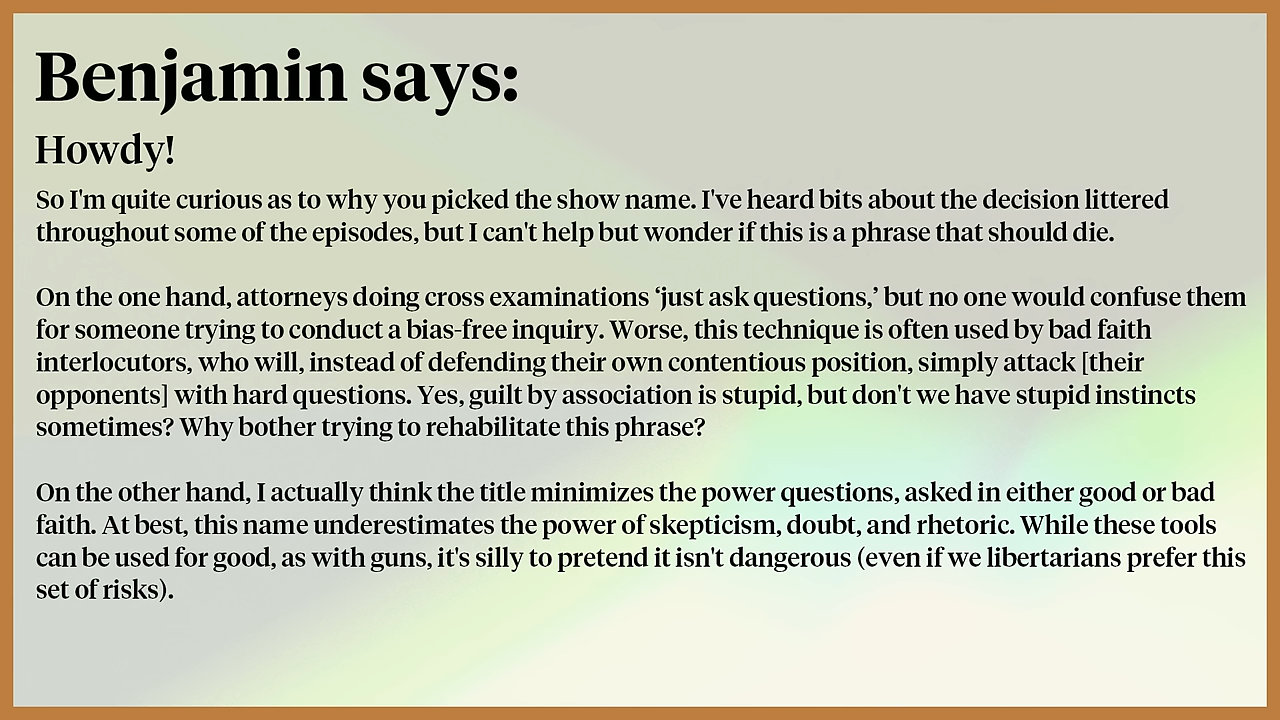 Benjamin says:
Howdy!
So I'm quite curious as to why you picked the show name. I've heard bits about the decision littered
throughout some of the episodes, but I can't help but wonder if this is a phrase that should die.
On the one hand, attorneys doing cross examinations ‘just ask questions,’ but no one would confuse them
for someone trying to conduct a bias-free inquiry. Worse, this technique is often used by bad faith
interlocutors, who will, instead of defending their own contentious position, simply attack [their
opponents] with hard questions. Yes, guilt by association is stupid, but don't we have stupid instincts
sometimes? Why bother trying to rehabilitate this phrase?
On the other hand, I actually think the title minimizes the power questions, asked in either good or bad
faith. At best, this name underestimates the power of skepticism, doubt, and rhetoric. While these tools
can be used for good, as with guns, it's silly to pretend it isn't dangerous (even if we libertarians prefer this
set of risks).